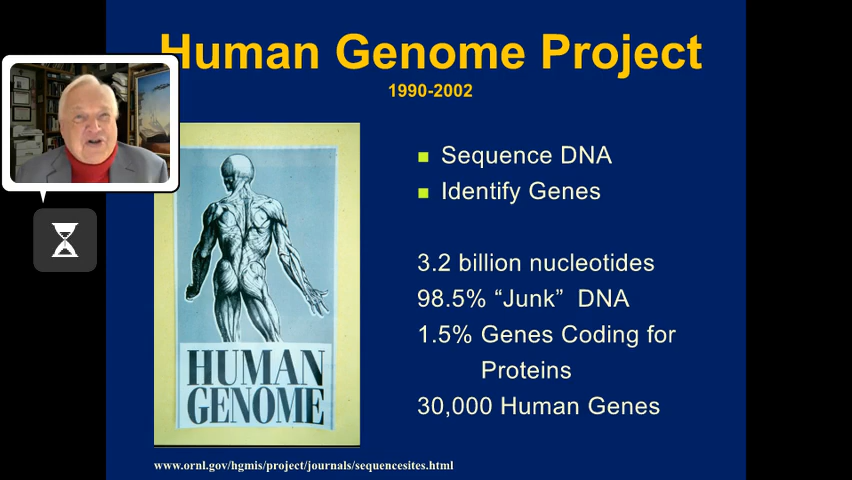 Human Genome Project
1990-2002
Sequence DNA
Identify Genes
3.2 billion nucleotides
98.5% “Junk” DNA
1.5% Genes Coding for
Proteins
30,000 Human Genes
HUMAN
GENOME
www.ornl.gov/hgmis/project/journals/sequencesites.html